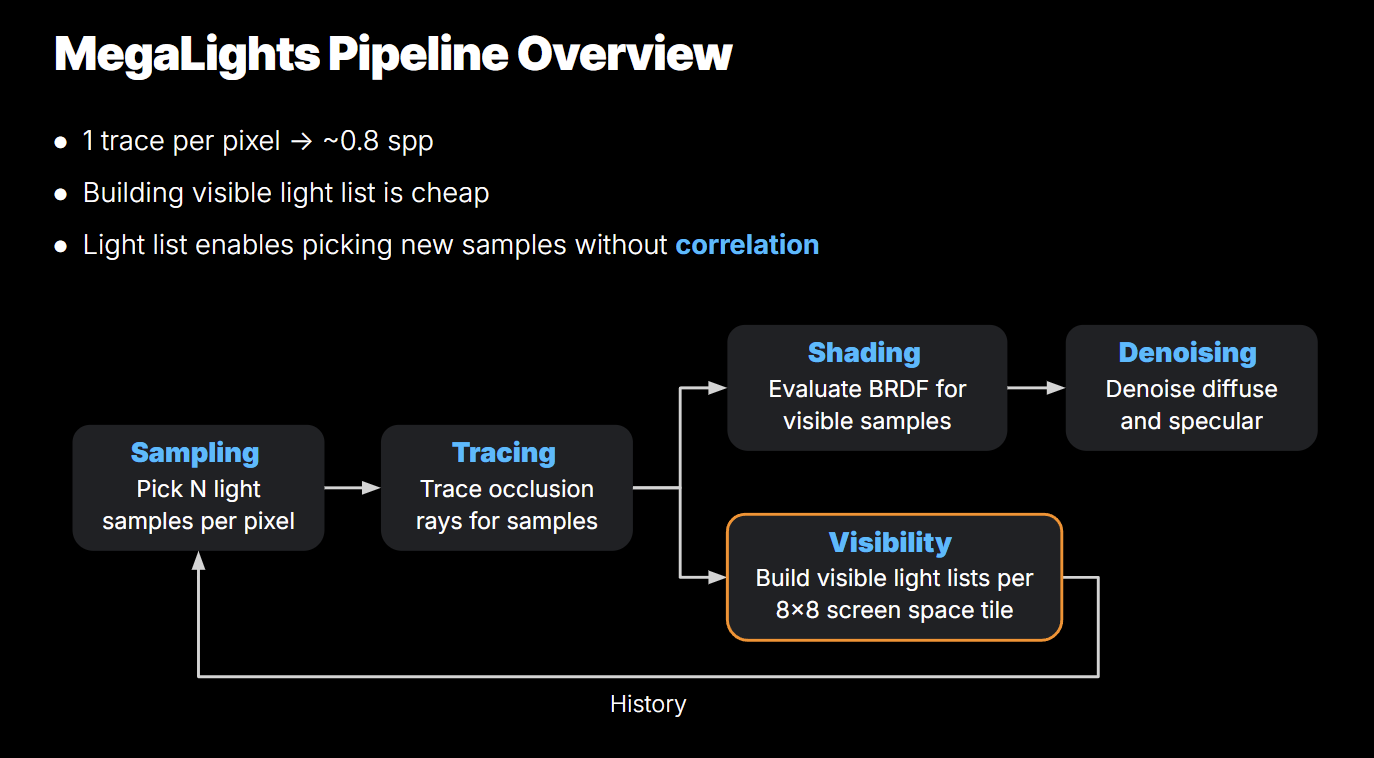 MegaLights Pipeline Overview
● 1 trace per pixel → ~0.8 spp
● Building visible light list is cheap
● Light list enables picking new samples without correlation
Sampling
Pick N light
samples per pixel
Tracing
Trace occlusion
rays for samples
Shading
Evaluate BRDF for
visible samples
Denoising
Denoise diffuse
and specular
Visibility
Build visible light lists per
8×8 screen space tile
History